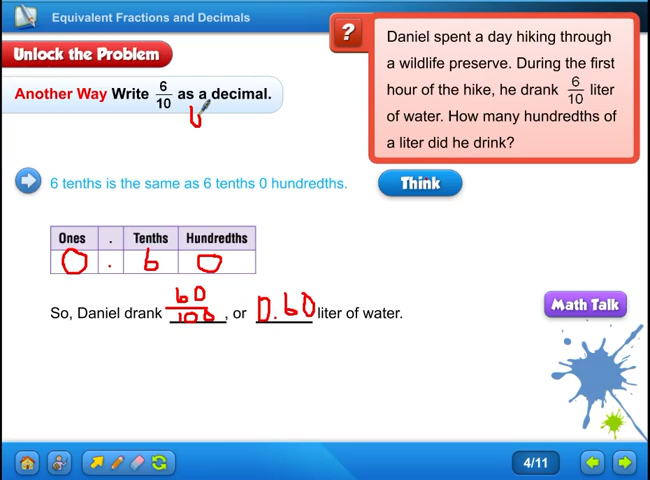 Equivalent Fractions and Decimals
Unlock the Problem
Another Way Write 6/10 as a decimal.
6 tenths is the same as 6 tenths 0 hundredths.
Think
Ones . Tenths Hundredths
0 . 6 0
So, Daniel drank 60/100, or 0.60 liter of water.
?
Daniel spent a day hiking through
a wildlife preserve. During the first
hour of the hike, he drank 6/10 liter
of water. How many hundredths of
a liter did he drink?
Math Talk
4/11